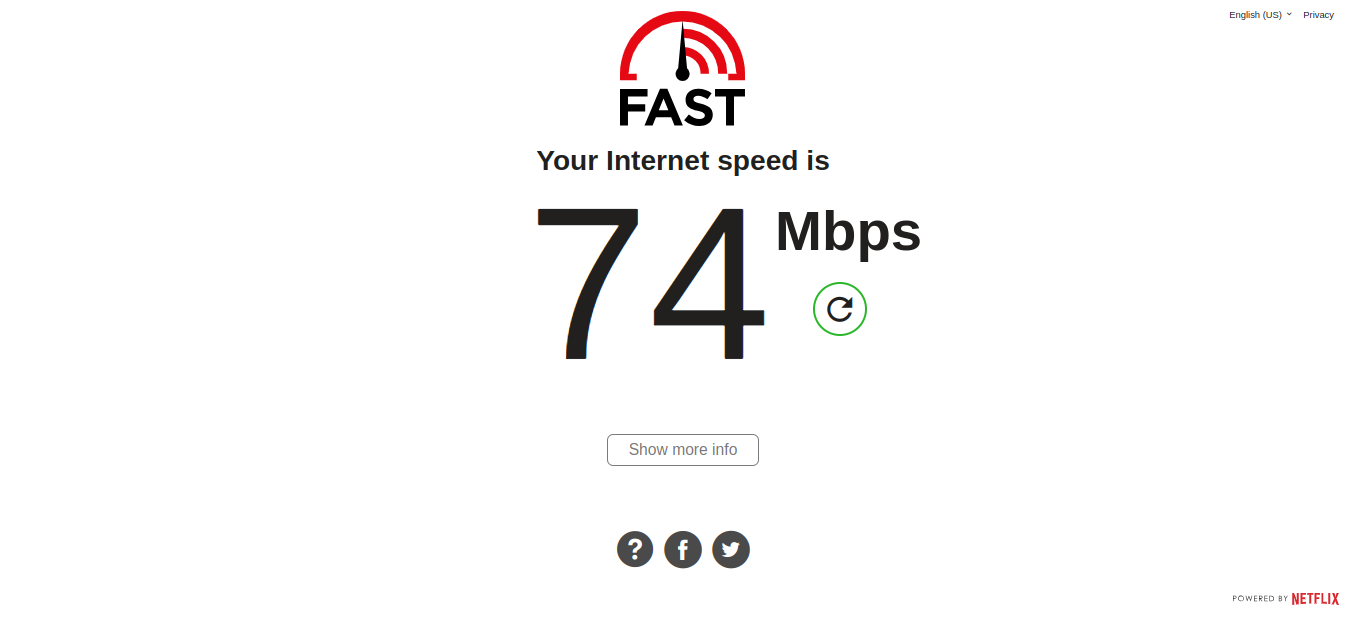 English (US) Privacy
FAST
Your Internet speed is
74 Mbps
Show more info
?
f
POWERED BY NETFLIX